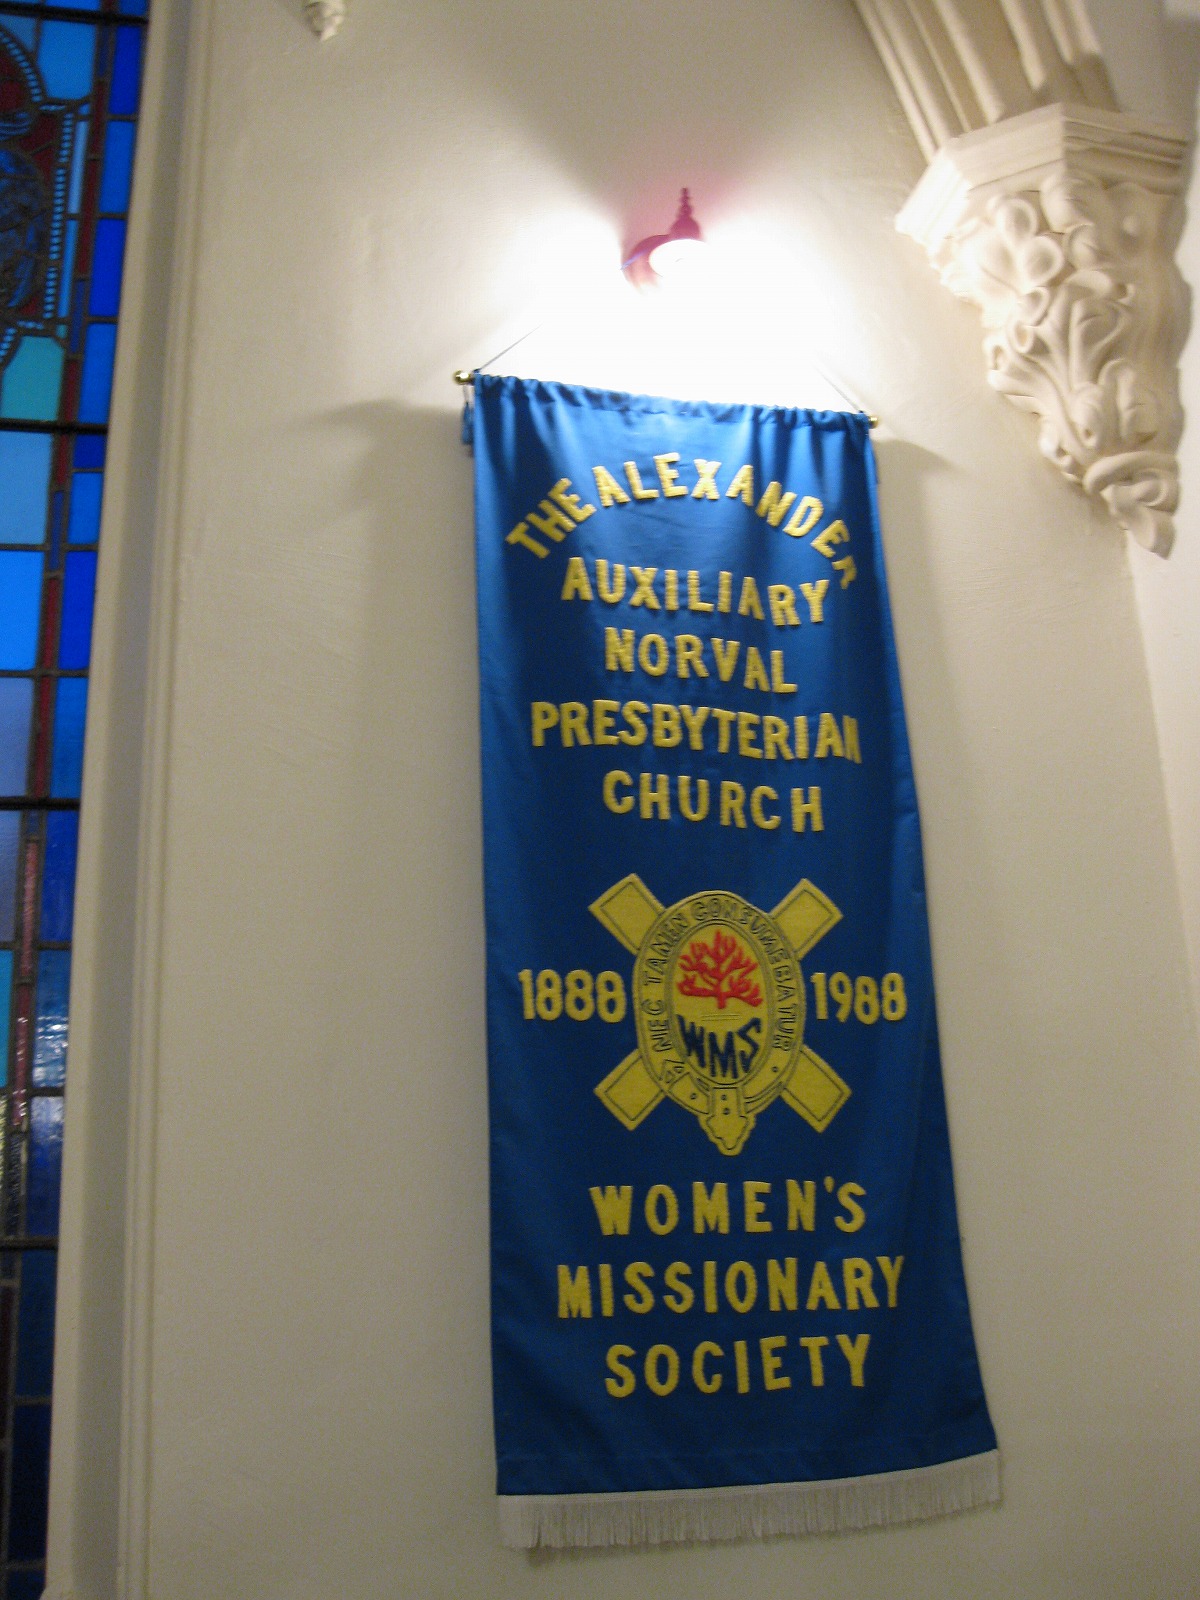 THE ALEXANDER
AUXILIARY
NORVAL
PRESBYTERIAN
CHURCH
NEC TAMEN CONSUMEBATUR
1888 1988
WMS
WOMEN'S
MISSIONARY
SOCIETY